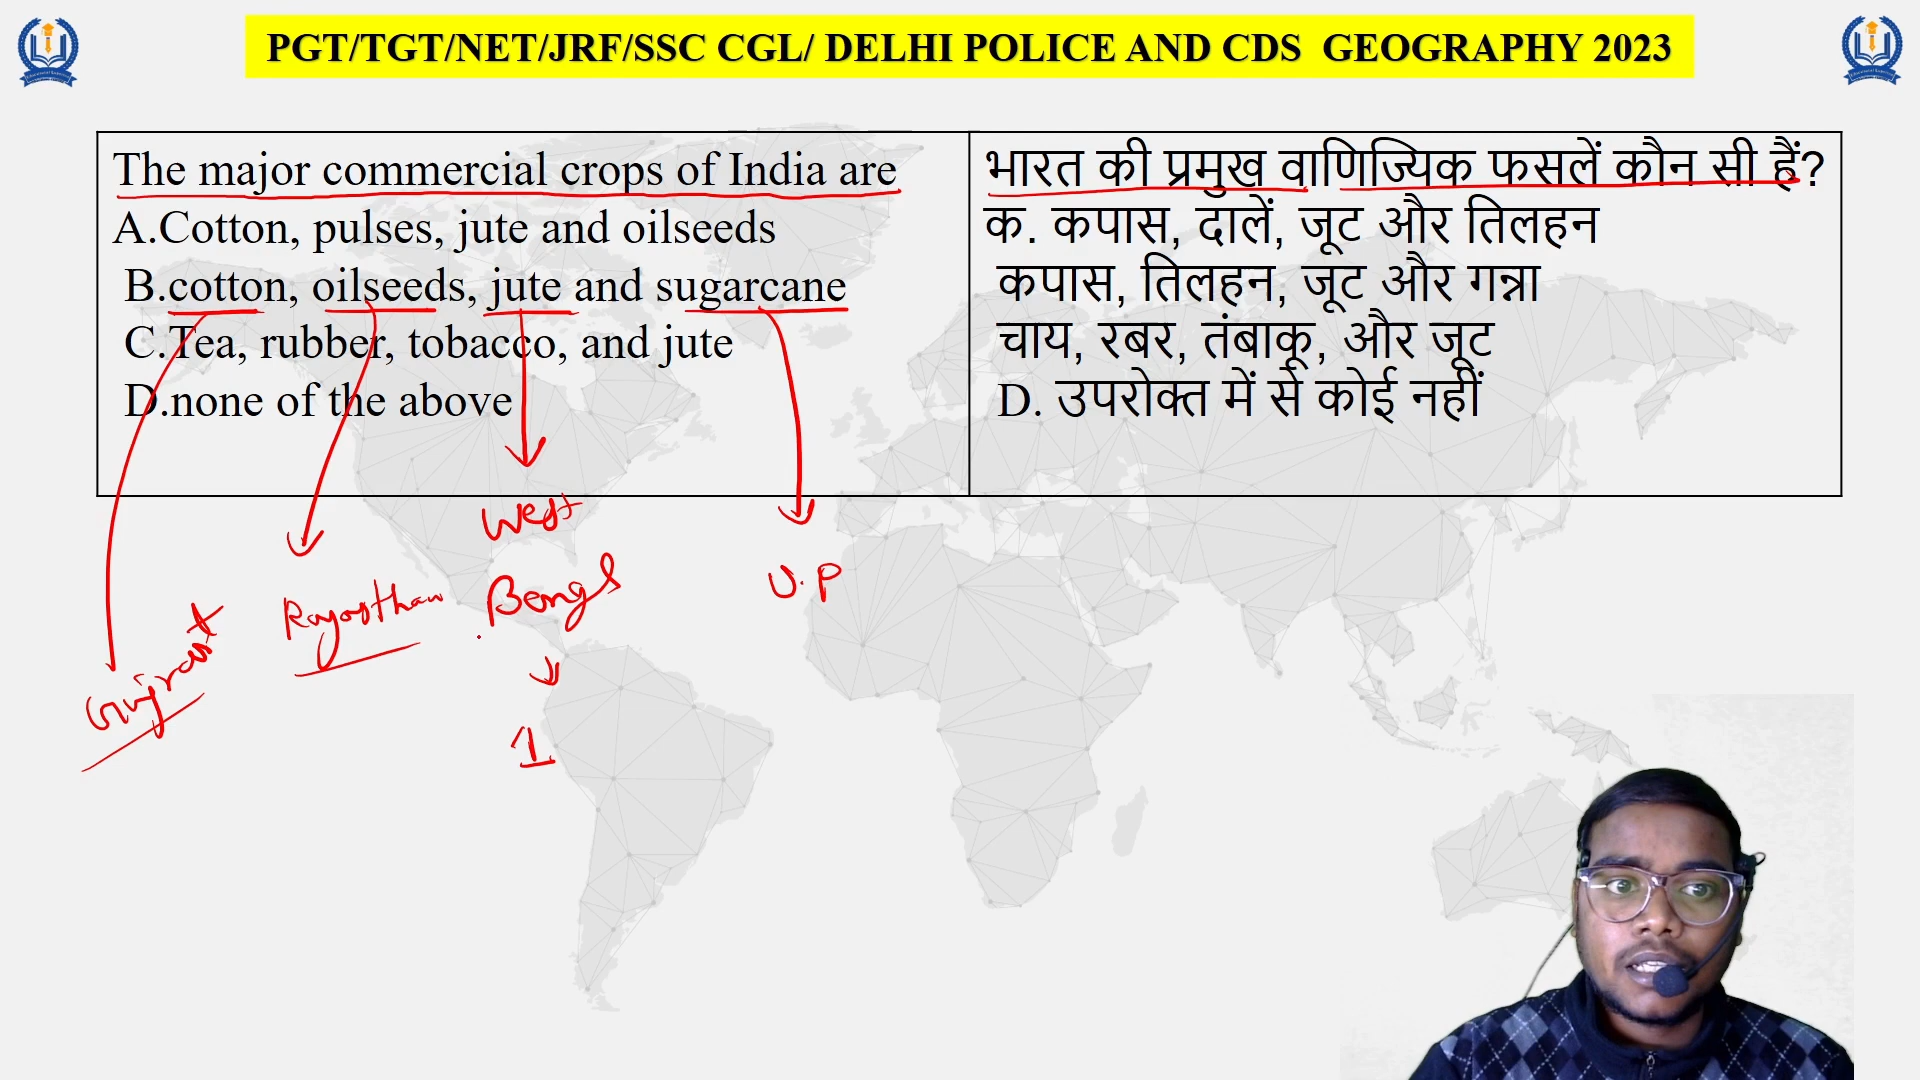 PGT/TGT/NET/JRF/SSC CGL/ DELHI POLICE AND CDS GEOGRAPHY 2023
The major commercial crops of India are
A.Cotton, pulses, jute and oilseeds
B.cotton, oilseeds, jute and sugarcane
C.Tea, rubber, tobacco, and jute
D.none of the above
भारत की प्रमुख वाणिज्यिक फसलें कौन सी हैं?
क. कपास, दालें, जूट और तिलहन
कपास, तिलहन, जूट और गन्ना
चाय, रबर, तंबाकू, और जूट
D. उपरोक्त में से कोई नहीं
West
U.P
Rajasthan
1